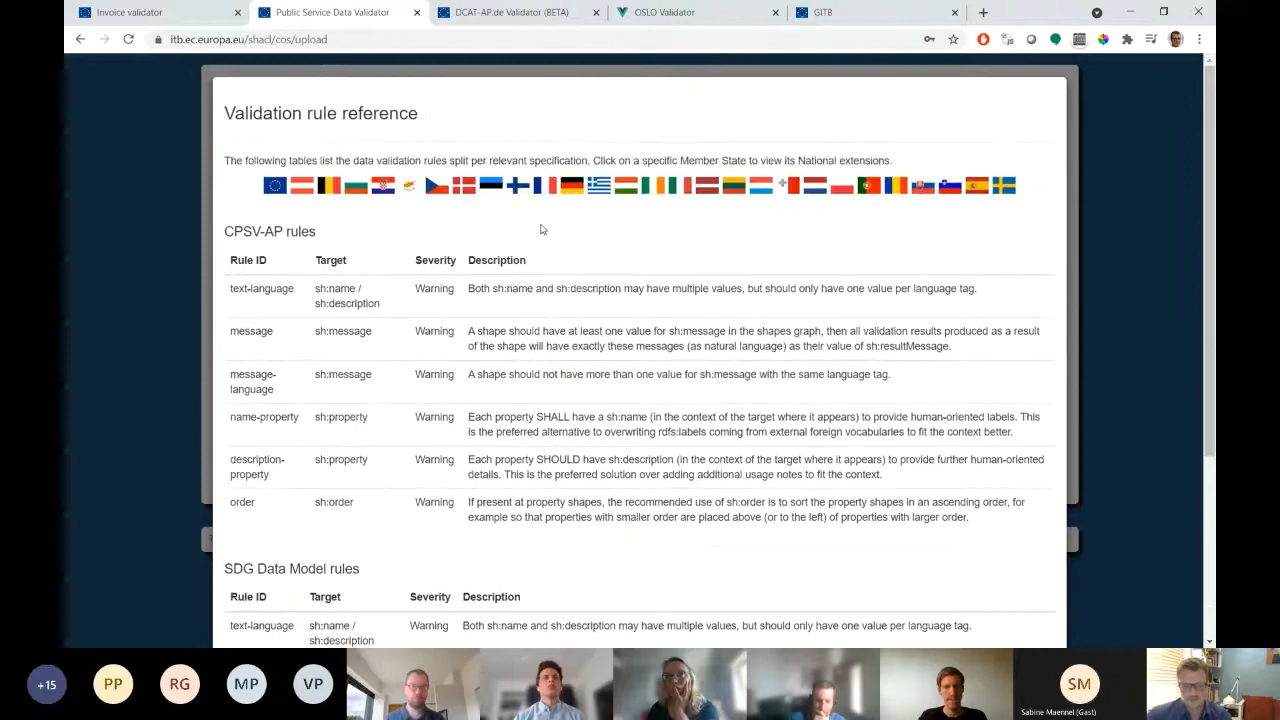 Invoice validator
Public Service Data Validator
DCAT-AP.de Validator (BETA)
OSLO Validator
GITB
itb.ec.europa.eu/shacl/cos/upload
Validation rule reference
The following tables list the data validation rules split per relevant specification. Click on a specific Member State to view its National extensions.
CPSV-AP rules
Rule ID Target Severity Description
text-language sh:name / Warning Both sh:name and sh:description may have multiple values, but should only have one value per language tag.
sh:description
message sh:message Warning A shape should have at least one value for sh:message in the shapes graph, then all validation results produced as a result
of the shape will have exactly these messages (as natural language) as their value of sh:resultMessage.
message- sh:message Warning A shape should not have more than one value for sh:message with the same language tag.
language
name-property sh:property Warning Each property SHALL have a sh:name (in the context of the target where it appears) to provide human-oriented labels. This
is the preferred alternative to overwriting rdfs:labels coming from external foreign vocabularies to fit the context better.
description- sh:property Warning Each property SHOULD have sh:description (in the context of the target where it appears) to provide further human-oriented
property details. This is the preferred solution over adding additional usage notes to fit the context.
order sh:order Warning If present at property shapes, the recommended use of sh:order is to sort the property shapes in an ascending order, for
example so that properties with smaller order are placed above (or to the left) of properties with larger order.
SDG Data Model rules
Rule ID Target Severity Description
text-language sh:name / Warning Both sh:name and sh:description may have multiple values, but should only have one value per language tag.
sh:description
+15 PP RG MP VP SM
Sabine Maennel (Gast)